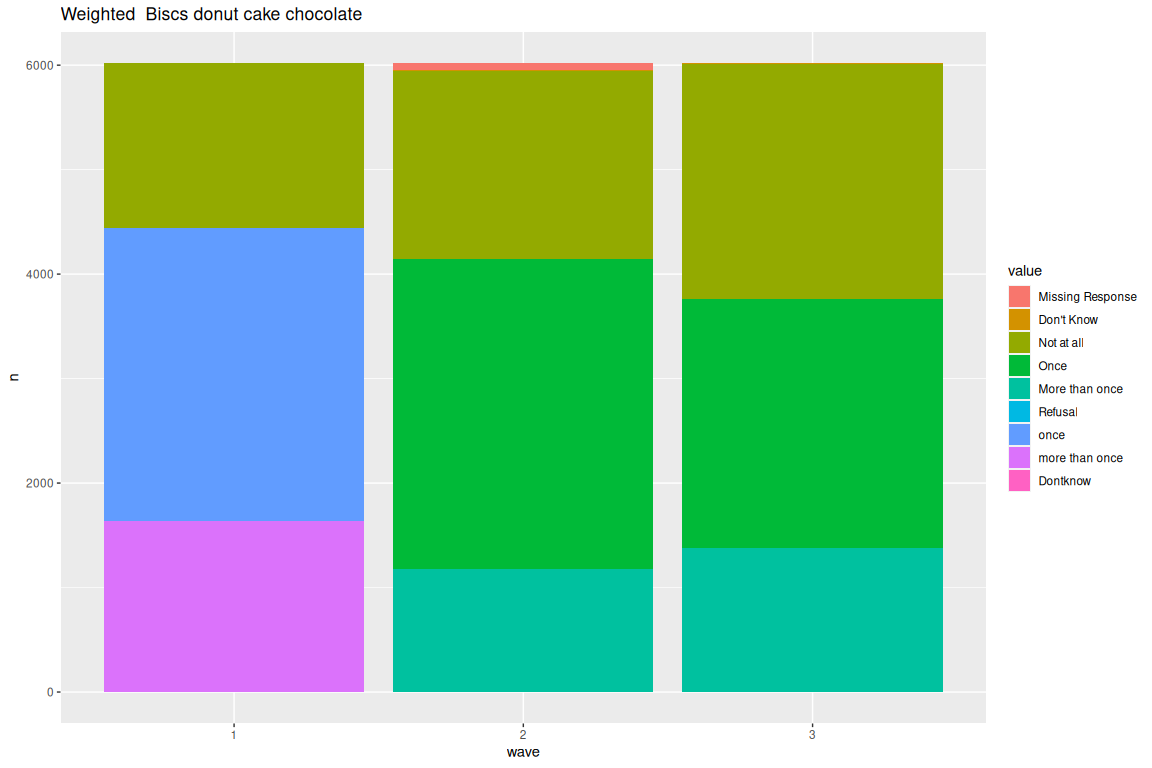 Weighted  Biscs donut cake chocolate
6000
4000
2000
0
n
1
2
3
wave
value
Missing Response
Don't Know
Not at all
Once
More than once
Refusal
once
more than once
Dontknow